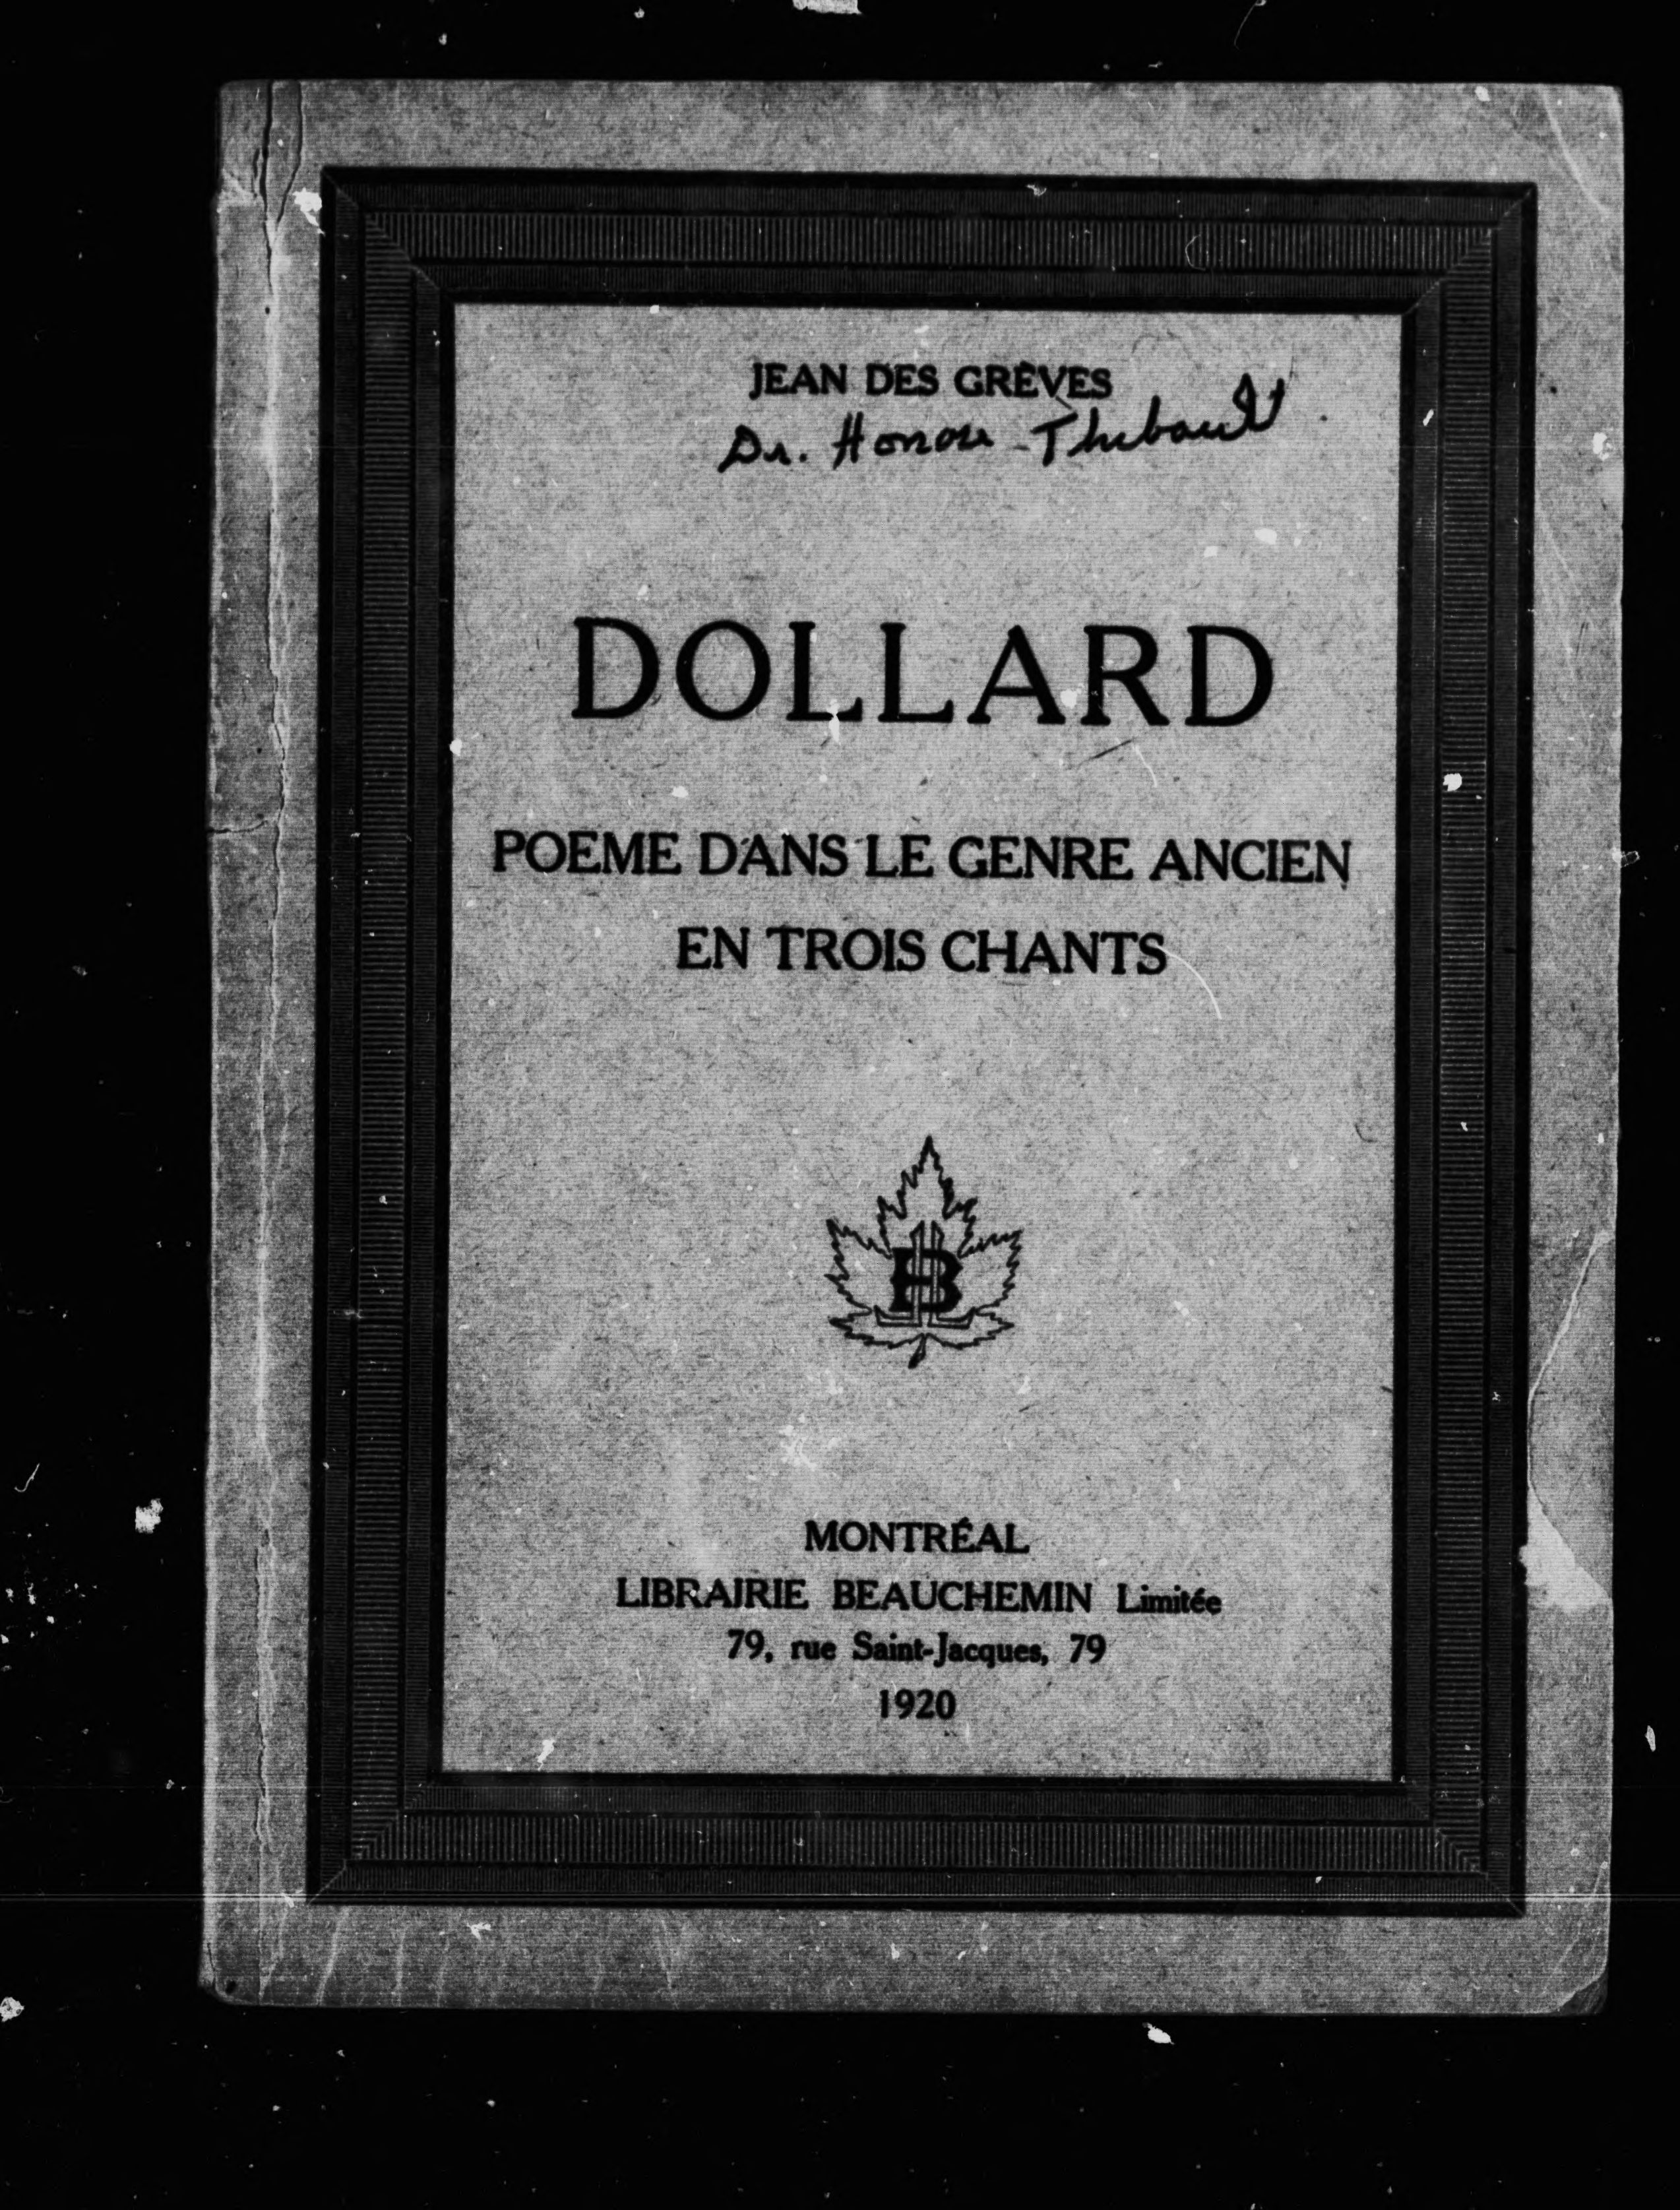 JEAN DES GRÈVES
Dr. Honoré Thibault
DOLLARD
POEME DANS LE GENRE ANCIEN
EN TROIS CHANTS
LB
MONTRÉAL
LIBRAIRIE BEAUCHEMIN Limitée
79, rue Saint-Jacques, 79
1920